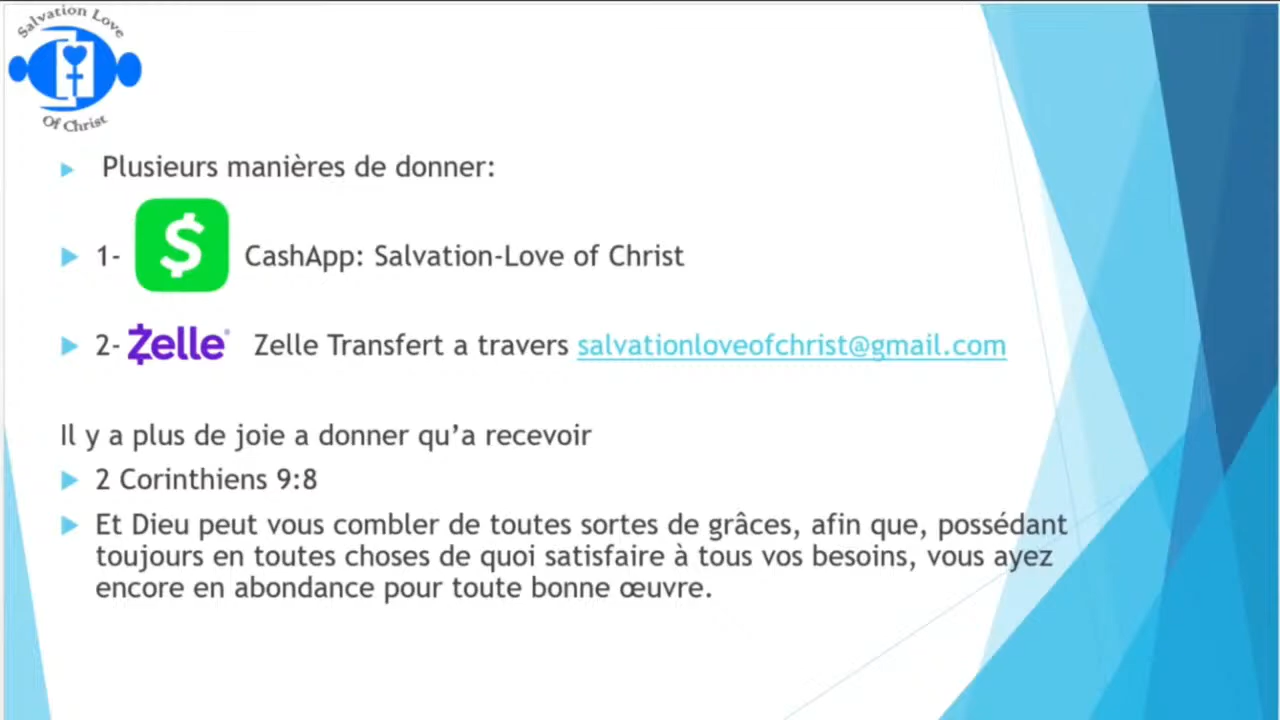 Salvation Love
Of Christ
Plusieurs manières de donner:
1- $ CashApp: Salvation-Love of Christ
2- Zelle® Zelle Transfert a travers salvationloveofchrist@gmail.com
Il y a plus de joie a donner qu’a recevoir
2 Corinthiens 9:8
Et Dieu peut vous combler de toutes sortes de grâces, afin que, possédant
toujours en toutes choses de quoi satisfaire à tous vos besoins, vous ayez
encore en abondance pour toute bonne œuvre.